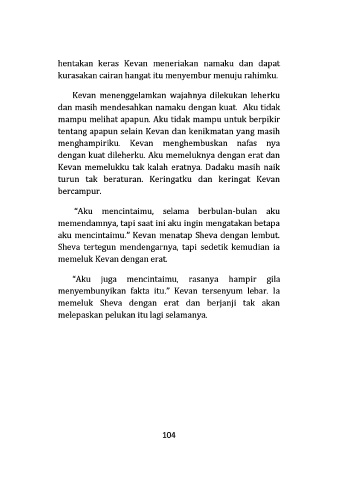 hentakan keras Kevan meneriakan namaku dan dapat
kurasakan cairan hangat itu menyembur menuju rahimku.
Kevan menenggelamkan wajahnya dilekukan leherku
dan masih mendesahkan namaku dengan kuat. Aku tidak
mampu melihat apapun. Aku tidak mampu untuk berpikir
tentang apapun selain Kevan dan kenikmatan yang masih
menghampiriku. Kevan menghembuskan nafas nya
dengan kuat dileherku. Aku memeluknya dengan erat dan
Kevan memelukku tak kalah eratnya. Dadaku masih naik
turun tak beraturan. Keringatku dan keringat Kevan
bercampur.
“Aku mencintaimu, selama berbulan-bulan aku
memendamnya, tapi saat ini aku ingin mengatakan betapa
aku mencintaimu.” Kevan menatap Sheva dengan lembut.
Sheva tertegun mendengarnya, tapi sedetik kemudian ia
memeluk Kevan dengan erat.
“Aku juga mencintaimu, rasanya hampir gila
menyembunyikan fakta itu.” Kevan tersenyum lebar. Ia
memeluk Sheva dengan erat dan berjanji tak akan
melepaskan pelukan itu lagi selamanya.
104